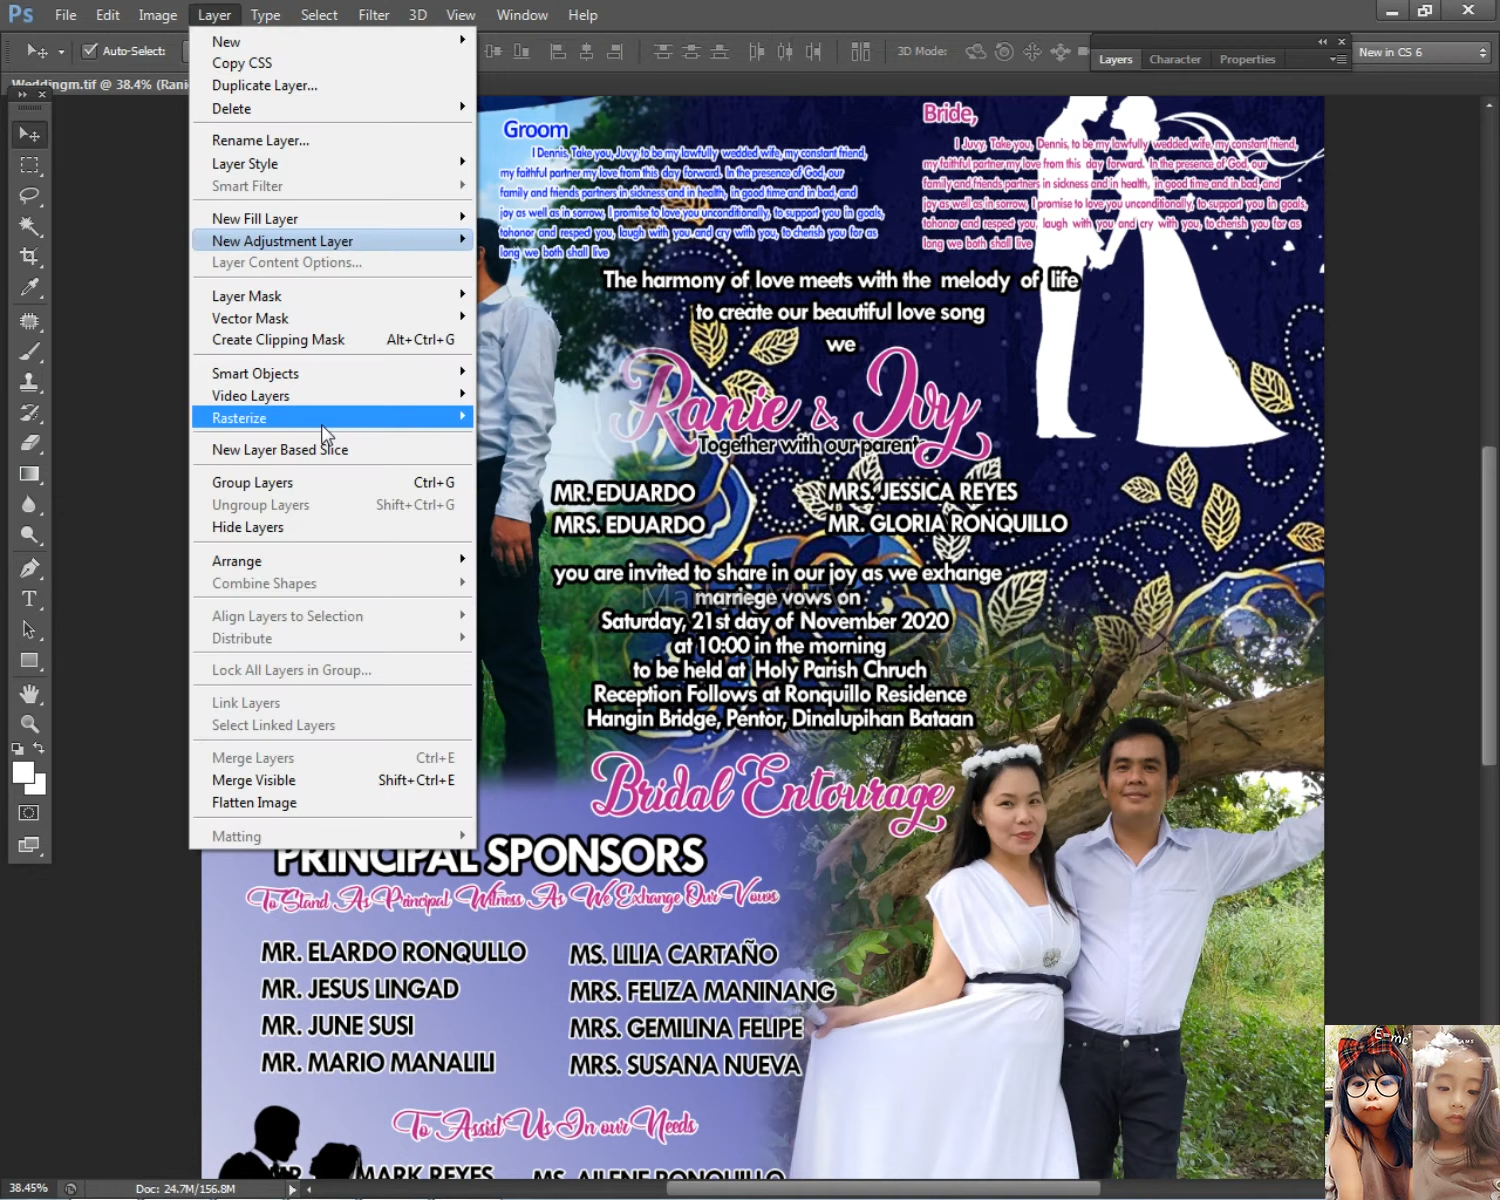 Ps File Edit Image Layer Type Select Filter 3D View Window Help
Auto-Select:
3D Mode:
Layers Character Properties
New in CS 6
Weddingm.tif @ 38.4% (Ranie
New
Copy CSS
Duplicate Layer...
Delete
Rename Layer...
Layer Style
Smart Filter
New Fill Layer
New Adjustment Layer
Layer Content Options...
Layer Mask
Vector Mask
Create Clipping Mask Alt+Ctrl+G
Smart Objects
Video Layers
Rasterize
New Layer Based Slice
Group Layers Ctrl+G
Ungroup Layers Shift+Ctrl+G
Hide Layers
Arrange
Combine Shapes
Align Layers to Selection
Distribute
Lock All Layers in Group...
Link Layers
Select Linked Layers
Merge Layers Ctrl+E
Merge Visible Shift+Ctrl+E
Flatten Image
Matting
Groom
I Dennis, Take you, Juvy, to be my lawfully wedded wife, my constant friend,
my faithful partner my love from this day forward. In the presence of God, our
family and friends partners in sickness and in health, in good time and in bad, and
joy as well as in sorrow, I promise to love you unconditionally, to support you in goals,
tohonor and respect you, laugh with you and cry with you, to cherish you for as
long we both shall live
Bride,
I Juvy, Take you, Dennis, to be my lawfully wedded wife, my constant friend,
my faithful partner my love from this day forward. In the presence of God, our
family and friends partners in sickness and in health, in good time and in bad, and
joy as well as in sorrow, I promise to love you unconditionally, to support you in goals,
tohonor and respect you, laugh with you and cry with you, to cherish you for as
long we both shall live
The harmony of love meets with the melody of life
to create our beautiful love song
we
Ranie & Jvy
Together with our parent
MR. EDUARDO MRS. JESSICA REYES
MRS. EDUARDO MR. GLORIA RONQUILLO
you are invited to share in our joy as we exhange
marriege vows on
Saturday, 21st day of November 2020
at 10:00 in the morning
to be held at Holy Parish Chruch
Reception Follows at Ronquillo Residence
Hangin Bridge, Pentor, Dinalupihan Bataan
Bridal Entourage
PRINCIPAL SPONSORS
To Stand As Principal Witness As We Exchange Our Vows
MR. ELARDO RONQULLO MS. LILIA CARTAÑO
MR. JESUS LINGAD MRS. FELIZA MANINANG
MR. JUNE SUSI MRS. GEMILINA FELIPE
MR. MARIO MANALILI MRS. SUSANA NUEVA
To Assist Us In our Needs
MARK REYES MS. AILENE RONQUILLO
38.45% Doc: 24.7M/156.8M